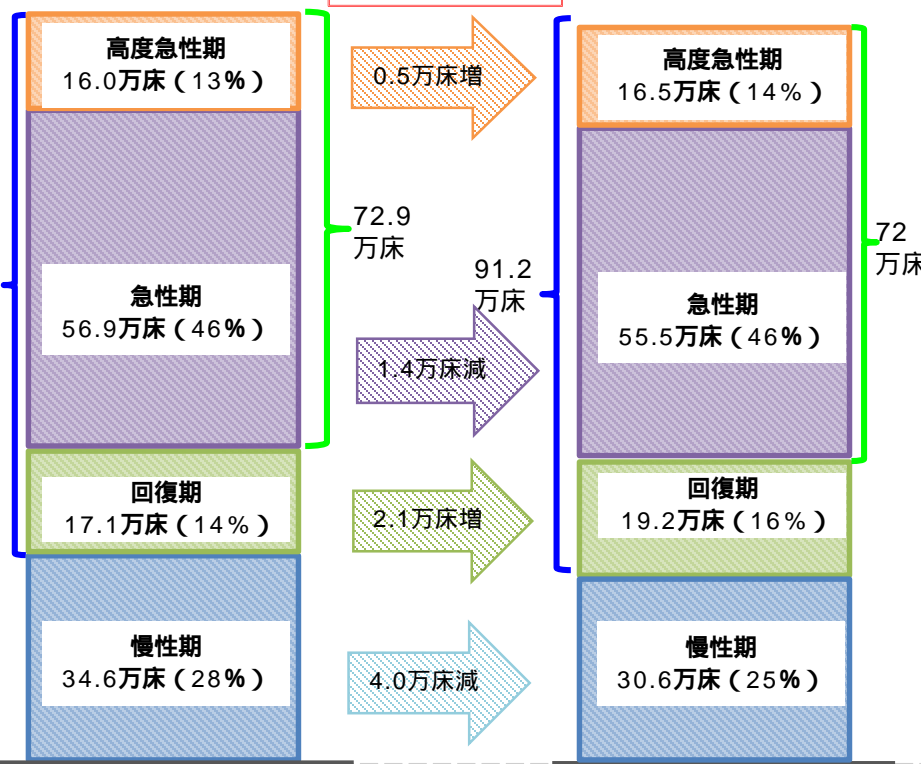 高度急性期
16.0万床（13%）
0.5万床増
高度急性期
16.5万床（14%）
72.9
万床
72
万床
91.2
万床
急性期
56.9万床（46%）
1.4万床減
急性期
55.5万床（46%）
回復期
17.1万床（14%）
2.1万床増
回復期
19.2万床（16%）
慢性期
34.6万床（28%）
4.0万床減
慢性期
30.6万床（25%）